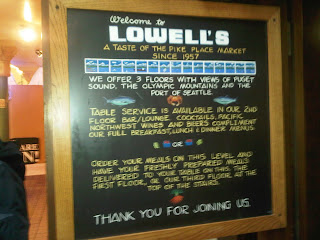 Welcome to
LOWELL'S
A TASTE OF THE PIKE PLACE MARKET
SINCE 1957
WE OFFER 3 FLOORS WITH VIEWS OF PUGET
SOUND, THE OLYMPIC MOUNTAINS AND THE
PORT OF SEATTLE.
TABLE SERVICE IS AVAILABLE IN OUR 2ND
FLOOR BAR/LOUNGE. COCKTAILS, PACIFIC
NORTHWEST WINES AND BEERS COMPLEMENT
OUR FULL BREAKFAST, LUNCH & DINNER MENUS.
OR
ORDER YOUR MEALS ON THIS LEVEL AND
HAVE YOUR FRESHLY PREPARED MEALS
DELIVERED TO YOUR TABLE ON THIS, THE
FIRST FLOOR, OR OUR THIRD FLOOR, AT THE
TOP OF THE STAIRS.
THANK YOU FOR JOINING US.